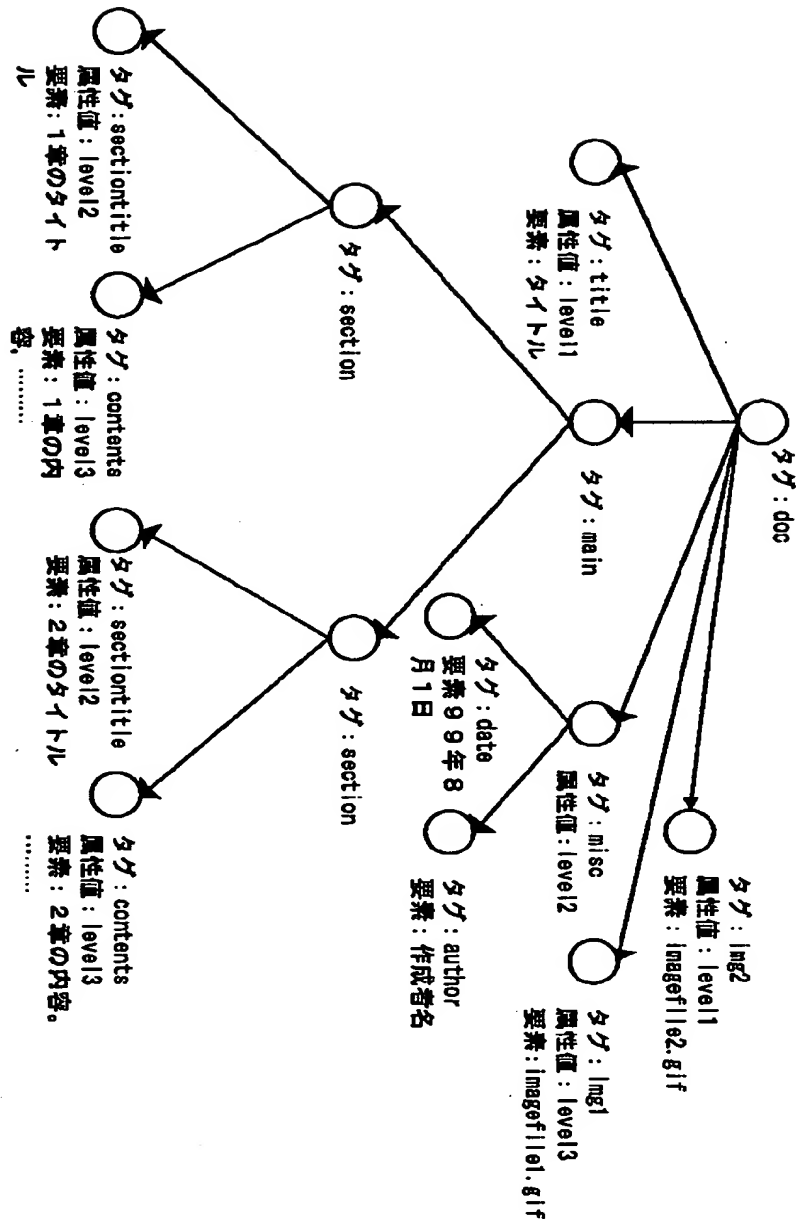 タグ：doc
タグ：img2
属性値：level1
要素：imagefile2.gif
タグ：title
属性値：level1
要素：タイトル
タグ：main
タグ：misc
属性値：level2
タグ：img1
属性値：level3
要素：imagefile1.gif
タグ：date
要素９９年８
月１日
タグ：author
要素：作成者名
タグ：section
タグ：section
タグ：sectiontitle
属性値：level2
要素：１章のタイト
ル
タグ：contents
属性値：level3
要素：１章の内
容。………
タグ：sectiontitle
属性値：level2
要素：２章のタイトル
タグ：contents
属性値：level3
要素：２章の内容。
………